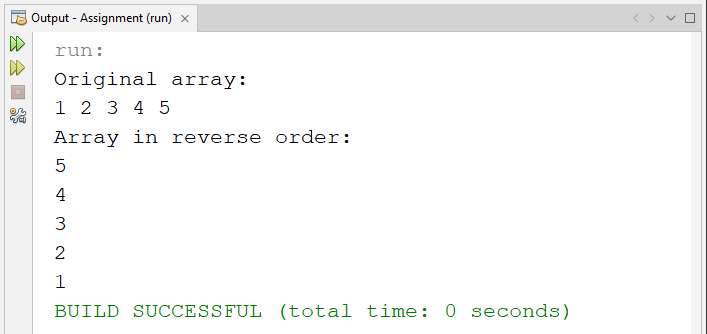 Output - Assignment (run)
run:
Original array:
1 2 3 4 5
Array in reverse order:
5
4
3
2
1
BUILD SUCCESSFUL (total time: 0 seconds)